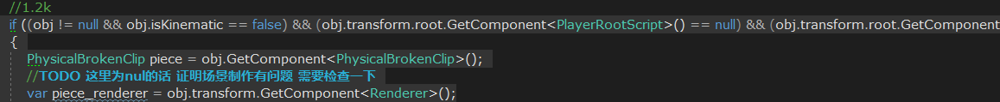 //1.2k
if ((obj != null && obj.isKinematic == false) && (obj.transform.root.GetComponent<PlayerRootScript>() == null) && (obj.transform.root.GetComponent
{
PhysicalBrokenClip piece = obj.GetComponent<PhysicalBrokenClip>();
//TODO 这里为nul的话 证明场景制作有问题 需要检查一下
var piece_renderer = obj.transform.GetComponent<Renderer>();